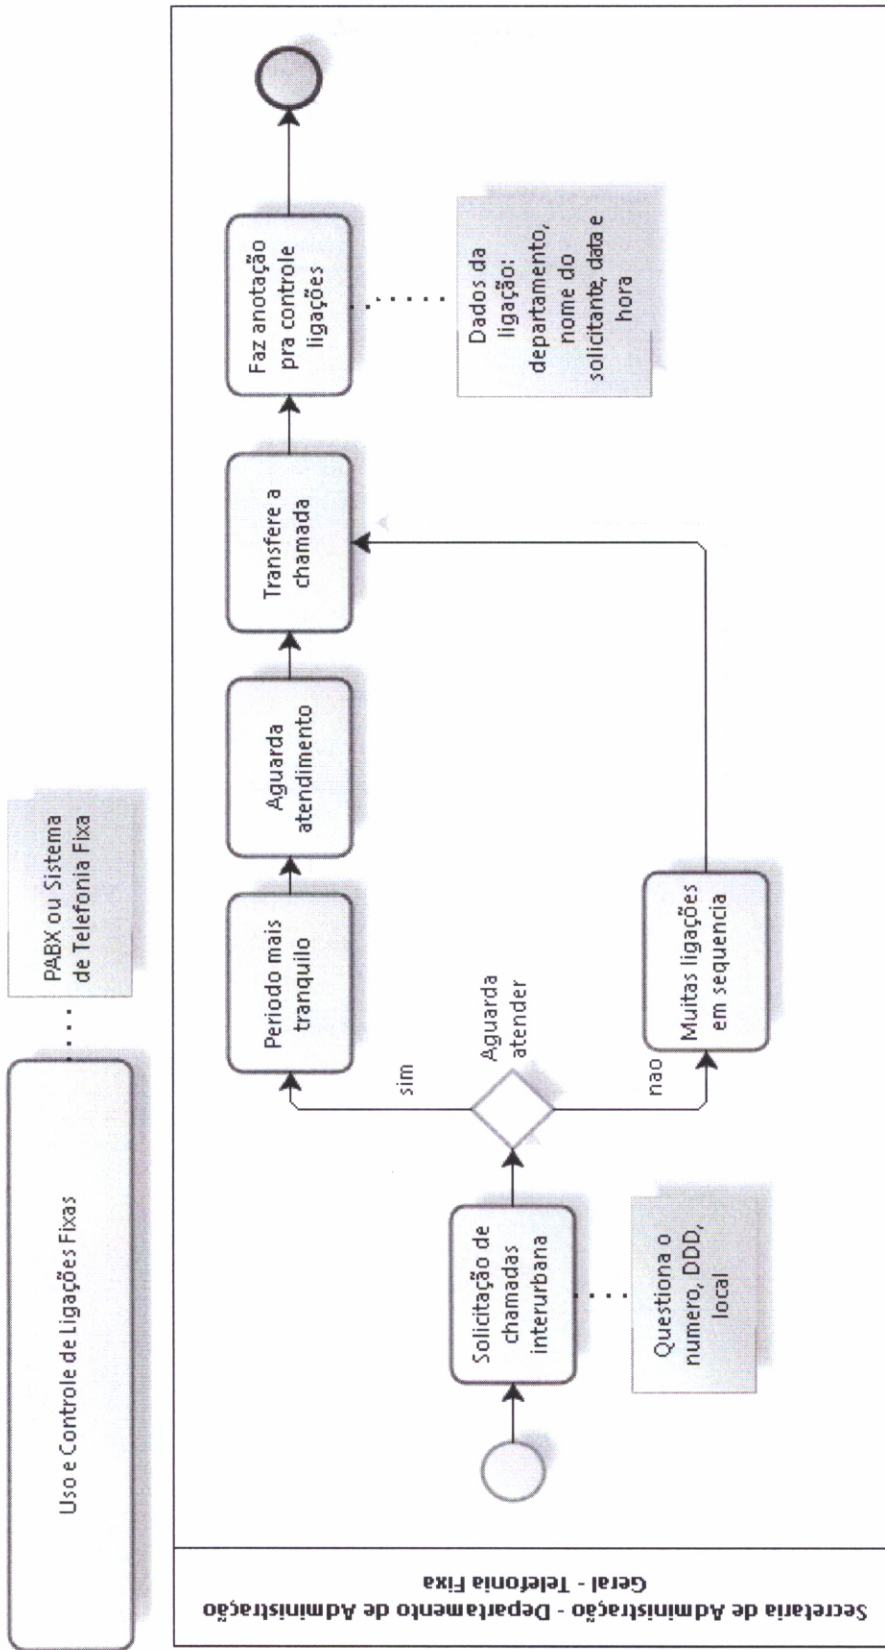 Uso e Controle de Ligações Fixas
PABX ou Sistema
de Telefonia Fixa
Secretaria de Administração - Departamento de Administração
Geral - Telefonia Fixa
Solicitação de
chamadas
interurbana
Questiona o
numero, DDD,
local
Aguarda
atender
sim
nao
Periodo mais
tranquilo
Muitas ligações
em sequencia
Aguarda
atendimento
Transfere a
chamada
Faz anotação
pra controle
ligações
Dados da
ligação:
departamento,
nome do
solicitante, data e
hora